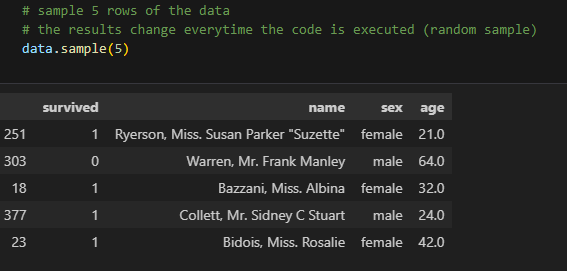 # sample 5 rows of the data
# the results change everytime the code is executed (random sample)
data.sample(5)
survived name sex age
251 1 Ryerson, Miss. Susan Parker "Suzette" female 21.0
303 0 Warren, Mr. Frank Manley male 64.0
18 1 Bazzani, Miss. Albina female 32.0
377 1 Collett, Mr. Sidney C Stuart male 24.0
23 1 Bidois, Miss. Rosalie female 42.0